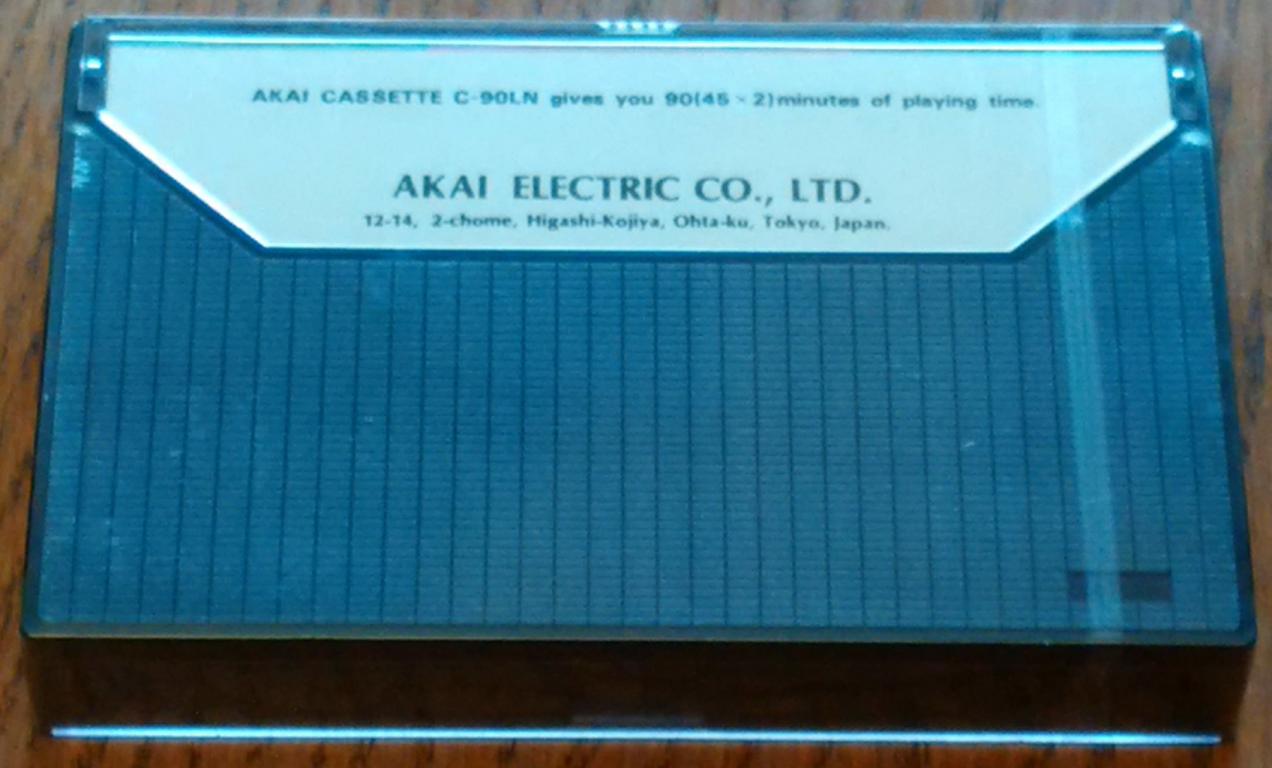 AKAI CASSETTE C-90LN gives you 90(45 × 2)minutes of playing time.
AKAI ELECTRIC CO., LTD.
12-14, 2-chome, Higashi-Kojiya, Ohta-ku, Tokyo, Japan.